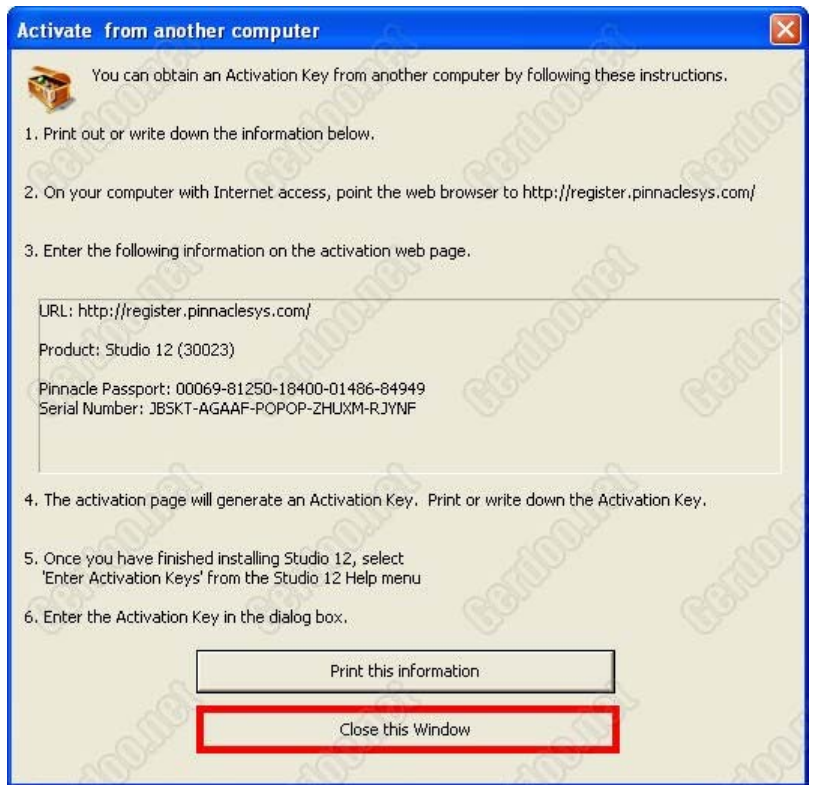 Activate from another computer
You can obtain an Activation Key from another computer by following these instructions.
1. Print out or write down the information below.
2. On your computer with Internet access, point the web browser to http://register.pinnaclesys.com/
3. Enter the following information on the activation web page.
URL: http://register.pinnaclesys.com/
Product: Studio 12 (30023)
Pinnacle Passport: 00069-81250-18400-01486-84949
Serial Number: JBSKT-AGAAF-POPOP-ZHUXM-RJYNF
4. The activation page will generate an Activation Key. Print or write down the Activation Key.
5. Once you have finished installing Studio 12, select
'Enter Activation Keys' from the Studio 12 Help menu
6. Enter the Activation Key in the dialog box.
Print this information
Close this Window
Gerdoo.net